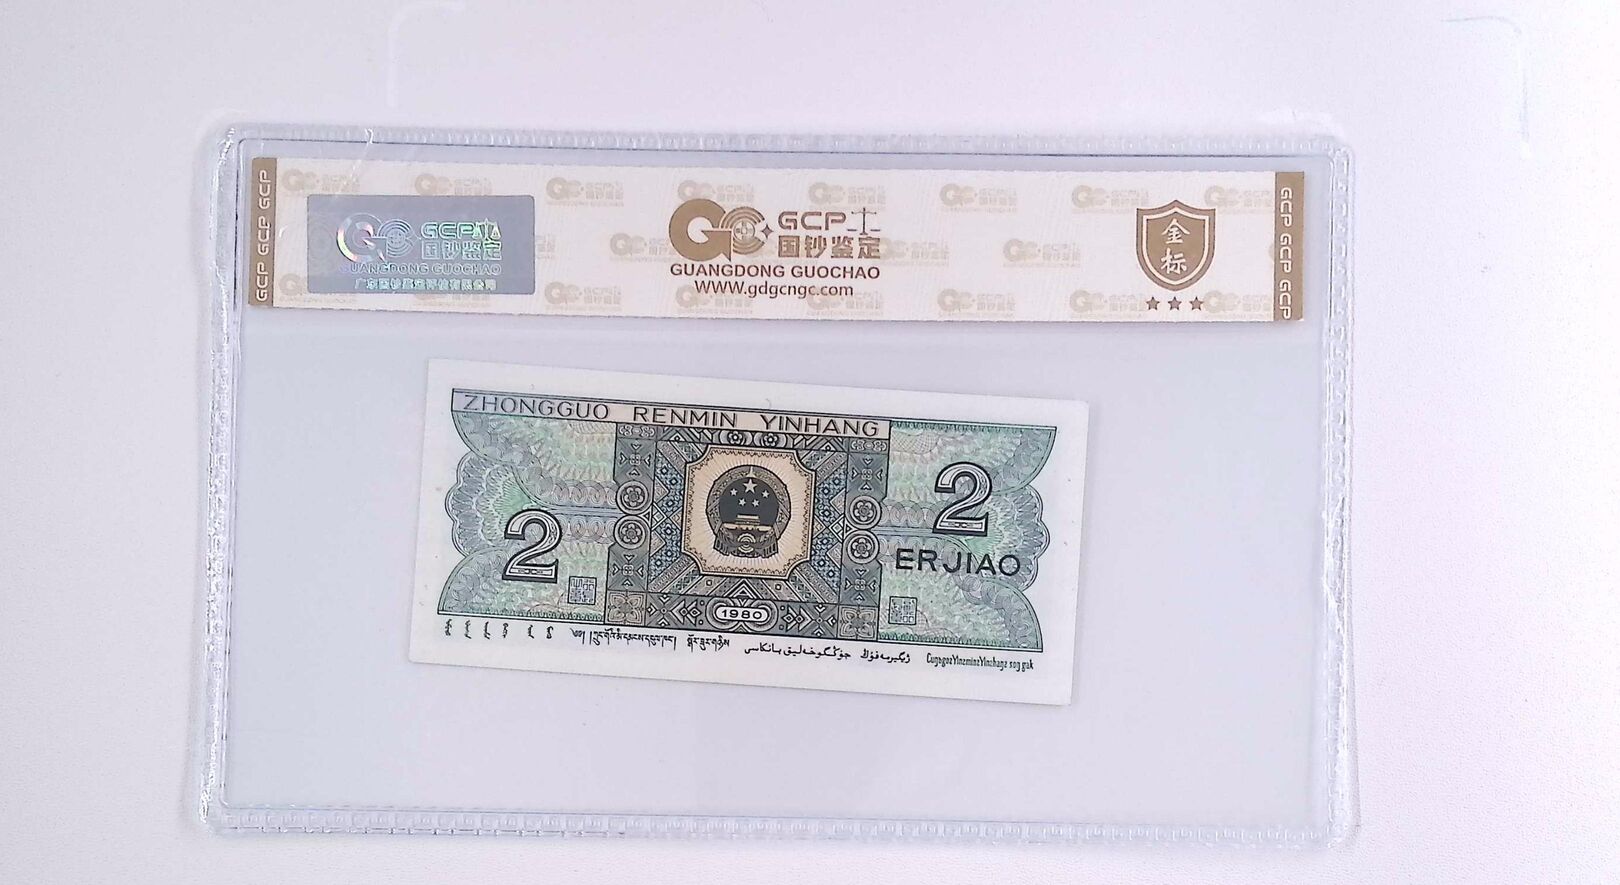 GCP GCP GCP
GCP
国钞鉴定
GUANGDONG GUOCHAO
广东国钞鉴定评估有限公司
GCP
国钞鉴定
GUANGDONG GUOCHAO
WWW.gdgcngc.com
金标
GCP GCP GCP
ZHONGGUO RENMIN YINHANG
2
2
ERJIAO
1980
جۇڭگوخەلىق بانكاسى